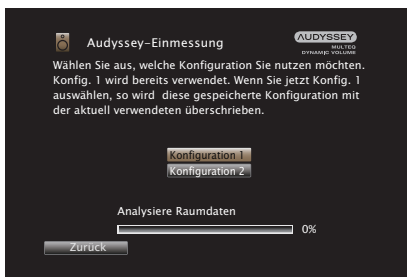 Audyssey-Einmessung
AUDYSSEY
MULTEQ
DYNAMIC VOLUME
Wählen Sie aus, welche Konfiguration Sie nutzen möchten.
Konfig. 1 wird bereits verwendet. Wenn Sie jetzt Konfig. 1
auswählen, so wird diese gespeicherte Konfiguration mit
der aktuell verwendeten überschrieben.
Konfiguration 1
Konfiguration 2
Analysiere Raumdaten
0%
Zurück